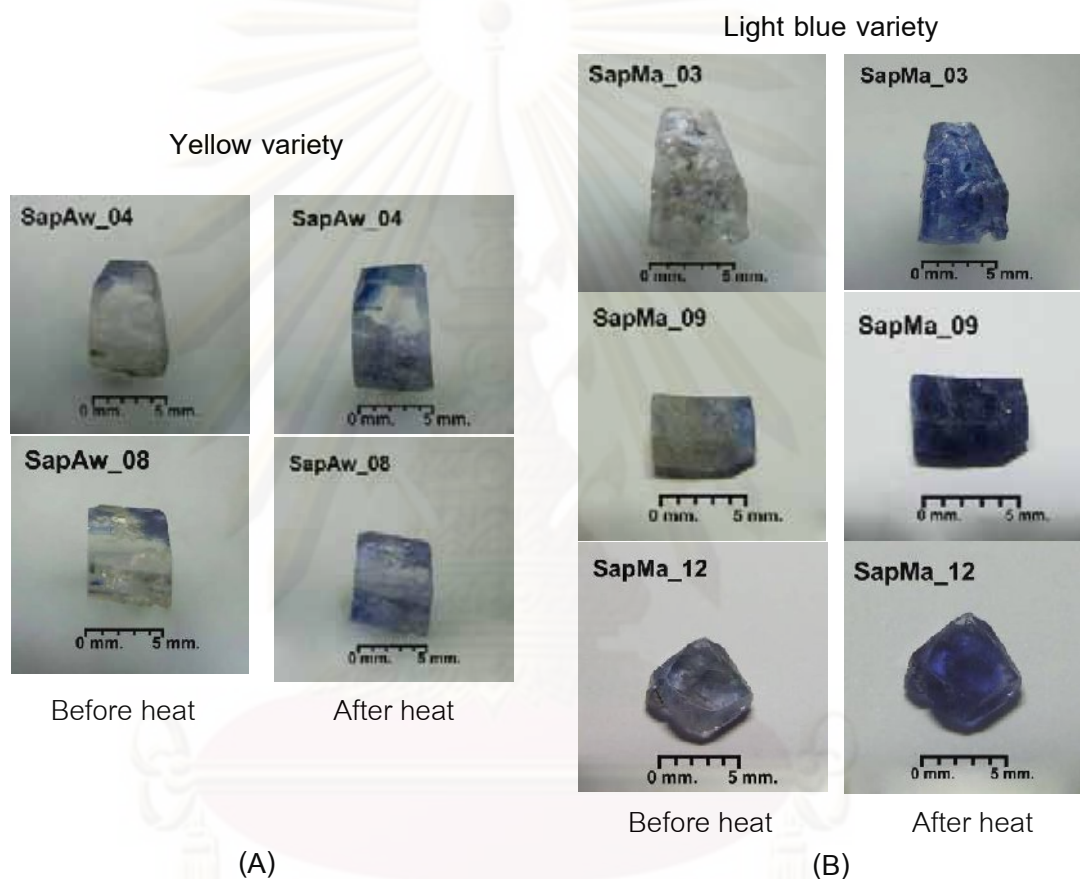 Yellow variety
SapAw_04
0 mm. 5 mm.
SapAw_04
0 mm. 5 mm.
SapAw_08
0 mm. 5 mm.
SapAw_08
0 mm. 5 mm.
Before heat
After heat
(A)
Light blue variety
SapMa_03
0 mm. 5 mm.
SapMa_03
0 mm. 5 mm.
SapMa_09
0 mm. 5 mm.
SapMa_09
0 mm. 5 mm.
SapMa_12
0 mm. 5 mm.
SapMa_12
0 mm. 5 mm.
Before heat
After heat
(B)